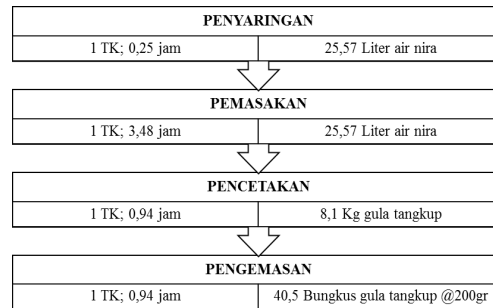 PENYARINGAN
1 TK; 0,25 jam 25,57 Liter air nira
PEMASAKAN
1 TK; 3,48 jam 25,57 Liter air nira
PENCETAKAN
1 TK; 0,94 jam 8,1 Kg gula tangkup
PENGEMASAN
1 TK; 0,94 jam 40,5 Bungkus gula tangkup @200gr